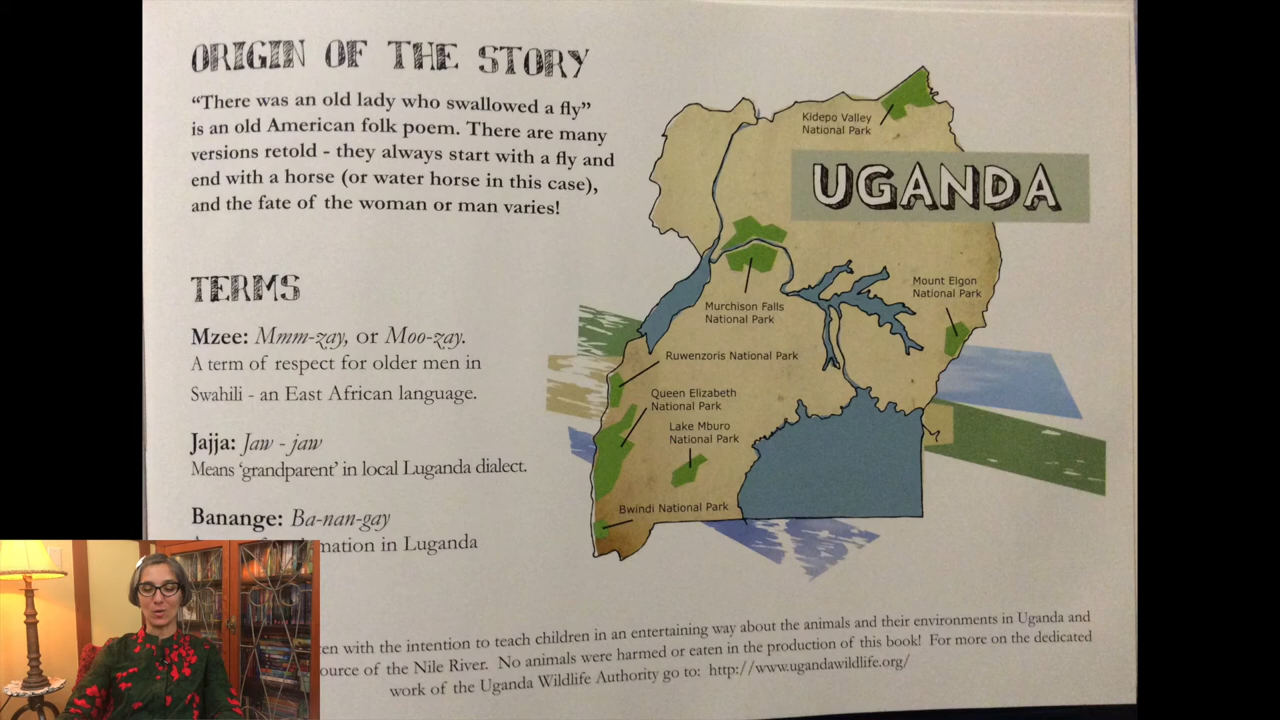 ORIGIN OF THE STORY
“There was an old lady who swallowed a fly”
is an old American folk poem. There are many
versions retold - they always start with a fly and
end with a horse (or water horse in this case),
and the fate of the woman or man varies!
TERMS
Mzee: Mmm-zay, or Moo-zay.
A term of respect for older men in
Swahili - an East African language.
Jajja: Jaw - jaw
Means ‘grandparent’ in local Luganda dialect.
Banange: Ba-nan-gay
in Luganda
Kidepo Valley
National Park
UGANDA
Mount Elgon
National Park
Murchison Falls
National Park
Ruwenzoris National Park
Queen Elizabeth
National Park
Lake Mburo
National Park
Bwindi National Park
with the intention to teach children in an entertaining way about the animals and their environments in Uganda and
of the Nile River. No animals were harmed or eaten in the production of this book! For more on the dedicated
work of the Uganda Wildlife Authority go to: http://www.ugandawildlife.org/